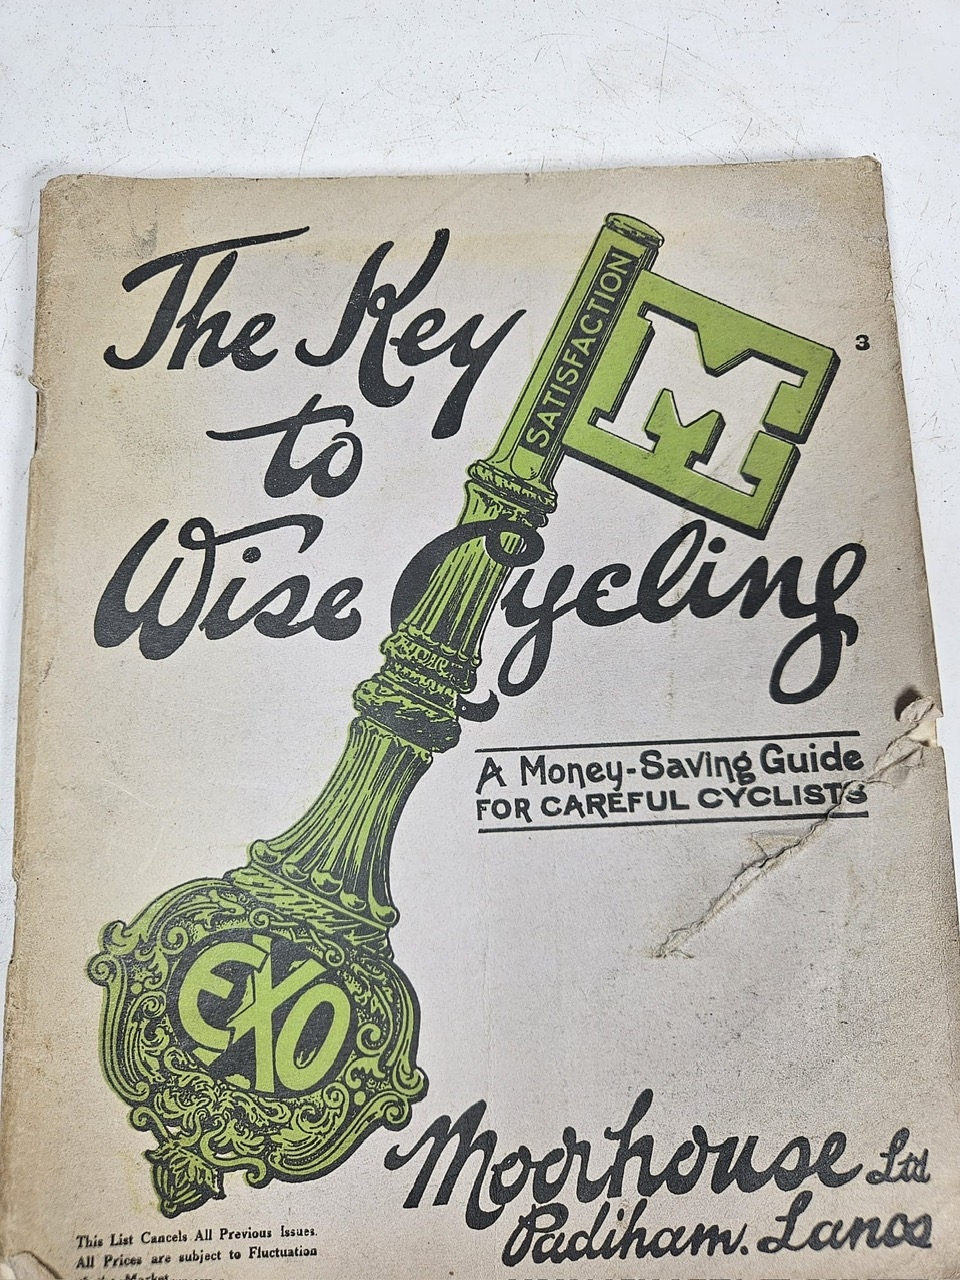 The Key
to
Wise Cycling
SATISFACTION
M
3
A Money-Saving Guide
FOR CAREFUL CYCLISTS
EXO
Moorhouse Ltd
Padiham. Lancs
This List Cancels All Previous Issues.
All Prices are subject to Fluctuation
Market